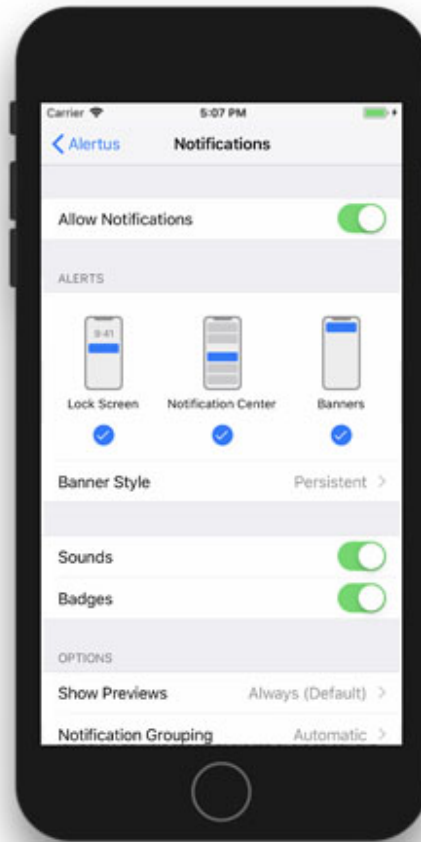 Carrier 5:07 PM
Alertus Notifications
Allow Notifications
ALERTS
9:41
Lock Screen Notification Center Banners
Banner Style Persistent
Sounds
Badges
OPTIONS
Show Previews Always (Default)
Notification Grouping Automatic